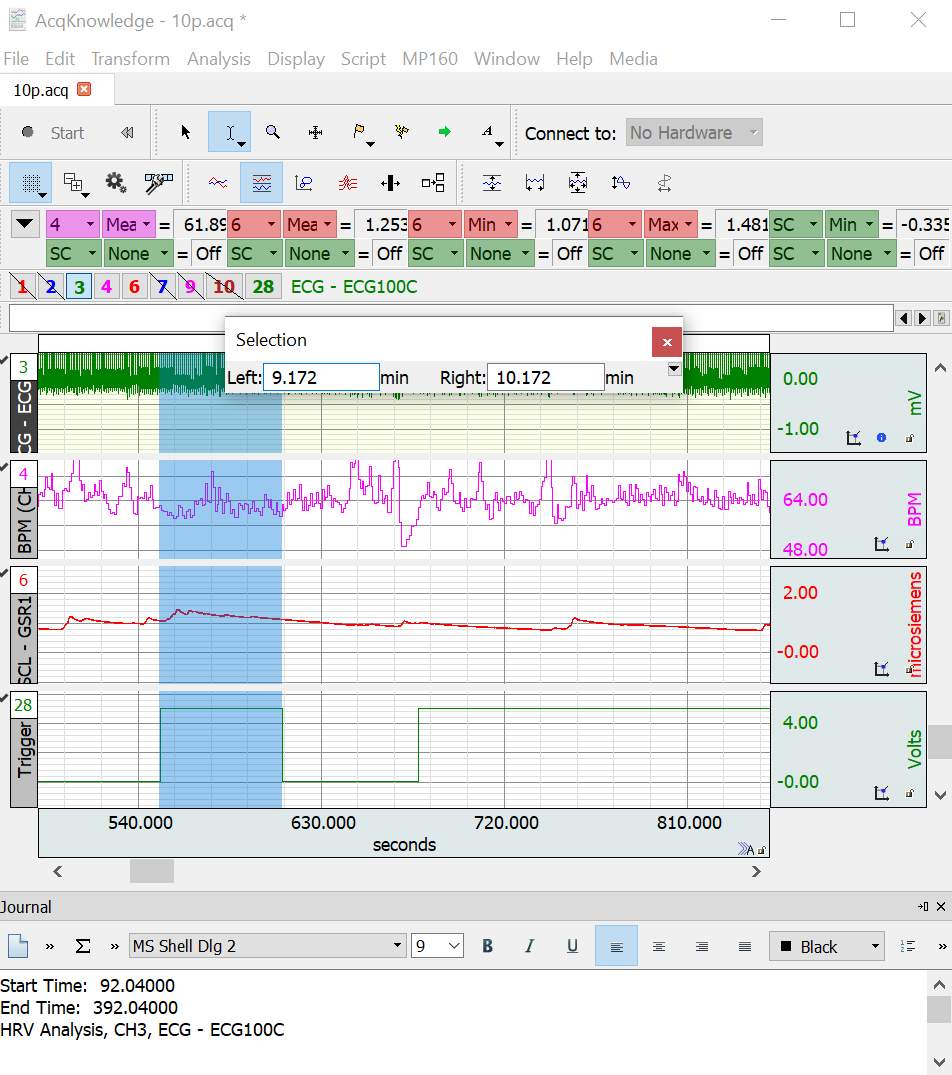 AcqKnowledge - 10p.acq *
File Edit Transform Analysis Display Script MP160 Window Help Media
10p.acq
Start Connect to: No Hardware
4 Mea = 61.89 6 Mea = 1.253 6 Min = 1.071 6 Max = 1.481 SC Min = -0.335
SC None = Off SC None = Off SC None = Off SC None = Off SC None = Off
1 2 3 4 6 7 9 10 28 ECG - ECG100C
Selection
Left: 9.172 min Right: 10.172 min
3
CG - ECG
0.00
-1.00
mV
4
BPM (CH
64.00
48.00
BPM
6
SCL - GSR1
2.00
-0.00
microsiemens
28
Trigger
4.00
-0.00
Volts
540.000 630.000 720.000 810.000
seconds
A
Journal
MS Shell Dlg 2 9 B I U Black
Start Time: 92.04000
End Time: 392.04000
HRV Analysis, CH3, ECG - ECG100C